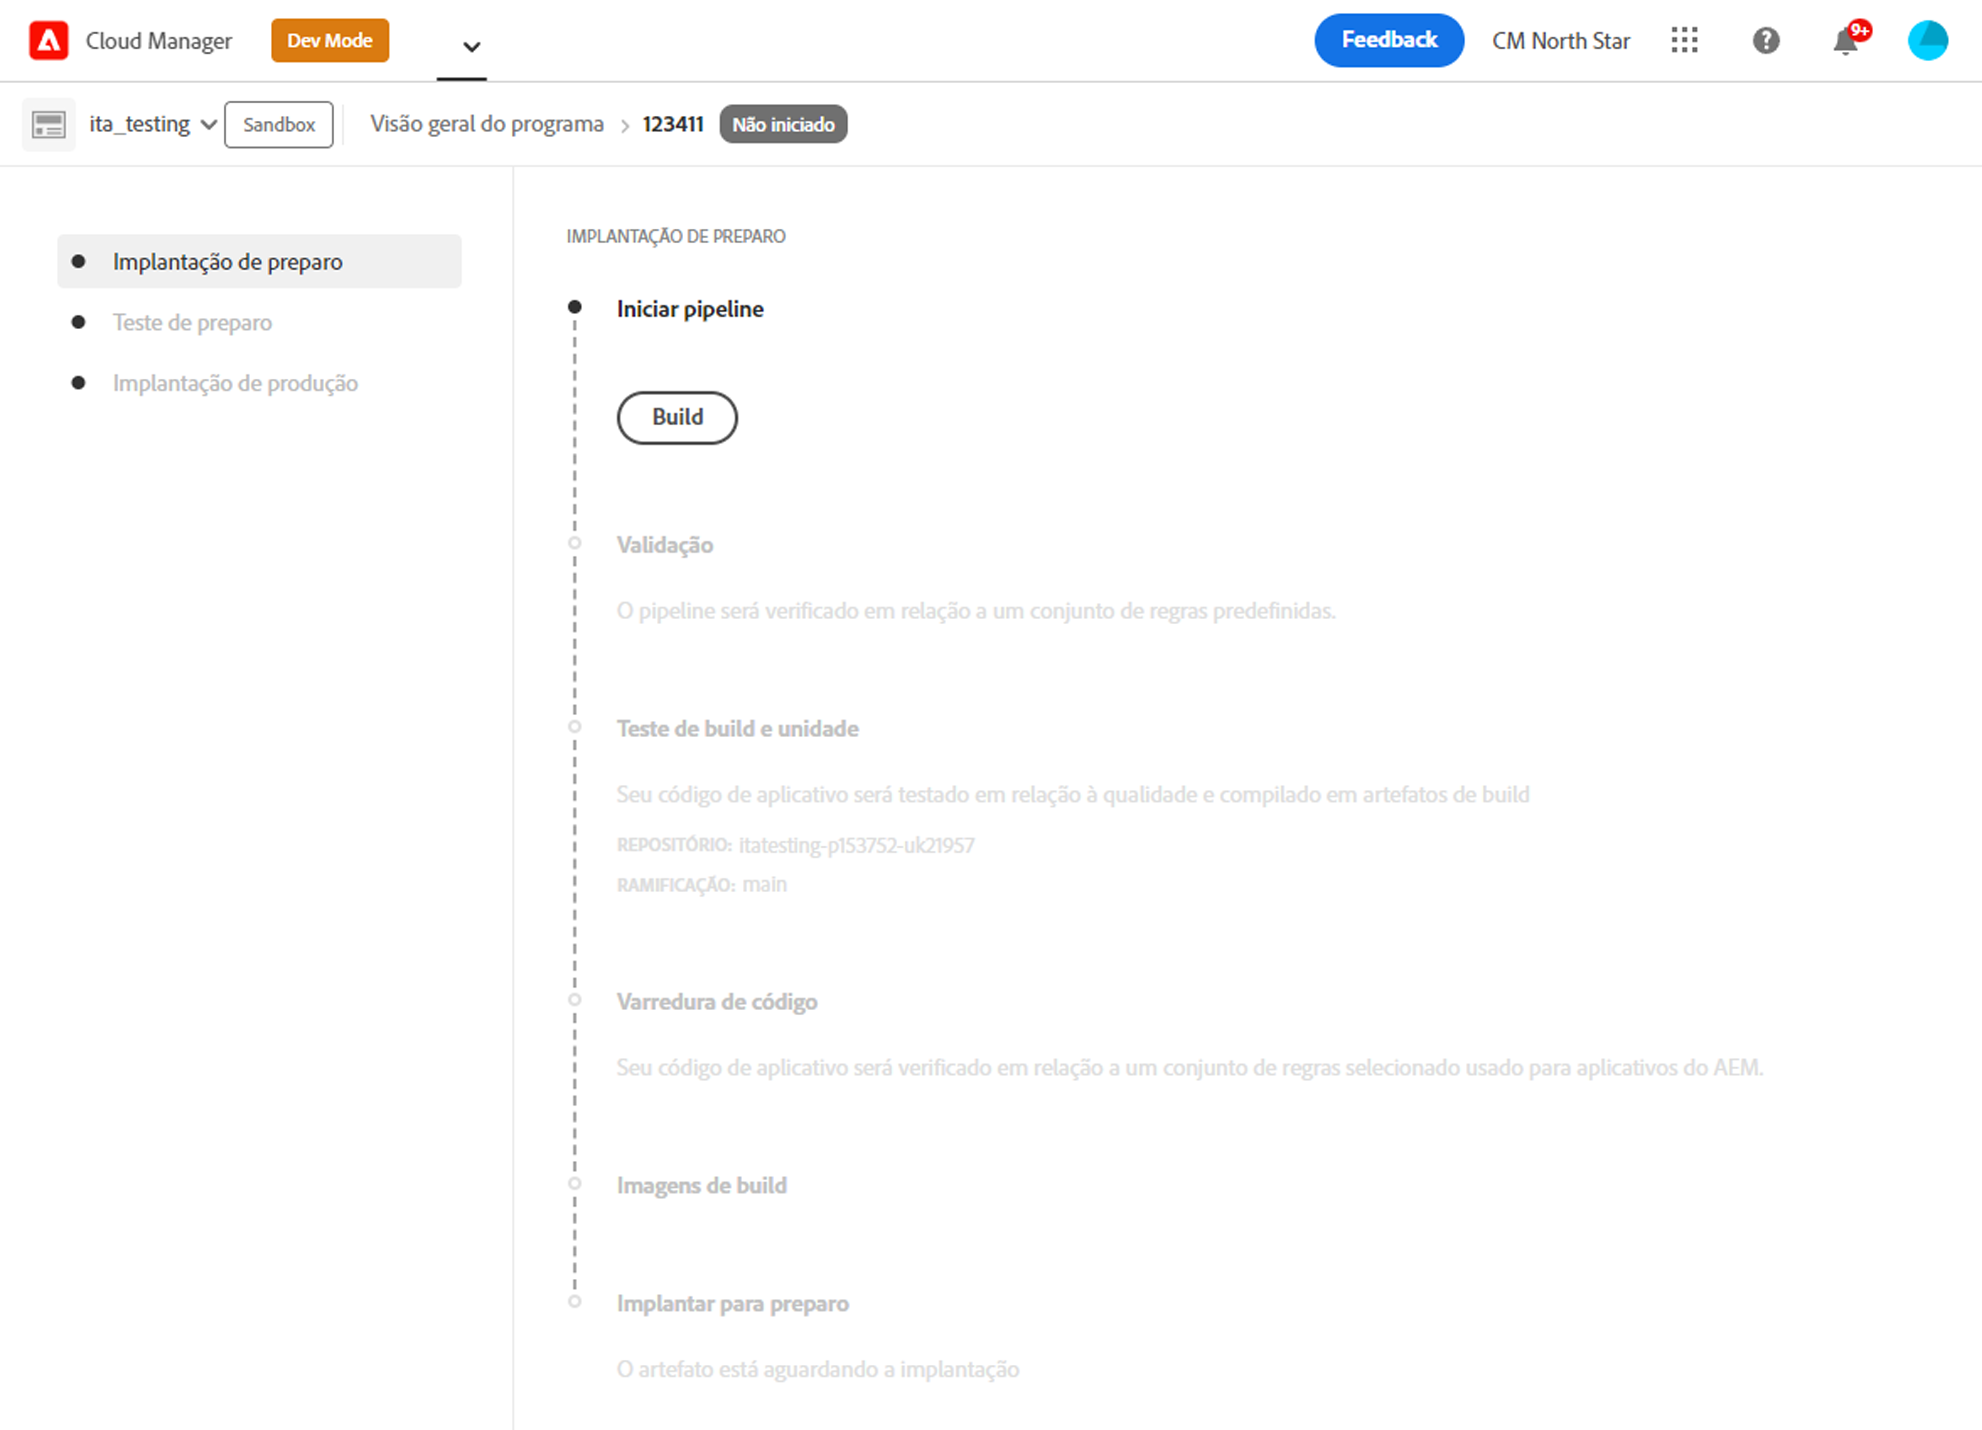 Cloud Manager Dev Mode Feedback CM North Star 9+
ita_testing Sandbox Visão geral do programa 123411 Não iniciado
Implantação de preparo
Teste de preparo
Implantação de produção
IMPLANTAÇÃO DE PREPARO
Iniciar pipeline
Build
Validação
O pipeline será verificado em relação a um conjunto de regras predefinidas.
Teste de build e unidade
Seu código de aplicativo será testado em relação à qualidade e compilado em artefatos de build
REPOSITÓRIO: itatesting-p153752-uk21957
RAMIFICAÇÃO: main
Varredura de código
Seu código de aplicativo será verificado em relação a um conjunto de regras selecionado usado para aplicativos do AEM.
Imagens de build
Implantar para preparo
O artefato está aguardando a implantação